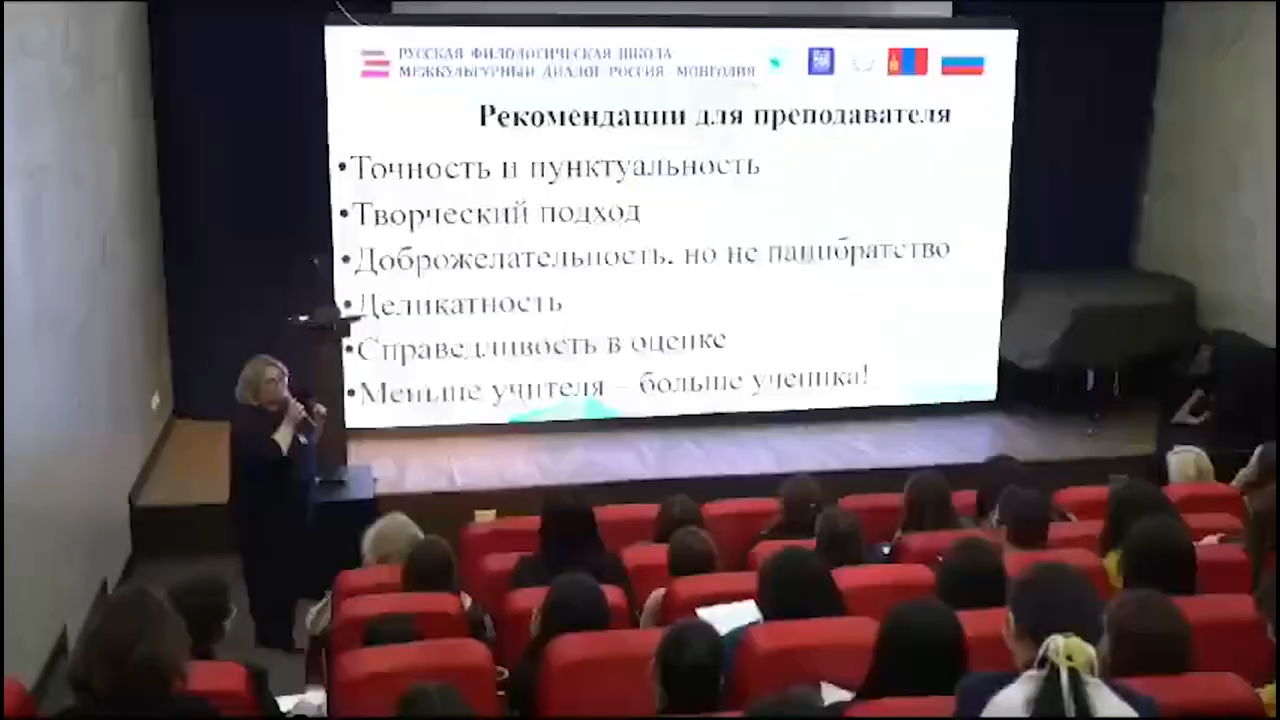 РУССКАЯ ФИЛОЛОГИЧЕСКАЯ ШКОЛА
МЕЖКУЛЬТУРНЫЙ ДИАЛОГ РОССИЯ - МОНГОЛИЯ
Рекомендации для преподавателя
•Точность и пунктуальность
•Творческий подход
•Доброжелательность, но не панибратство
•Деликатность
•Справедливость в оценке
•Меньше учителя – больше ученика!